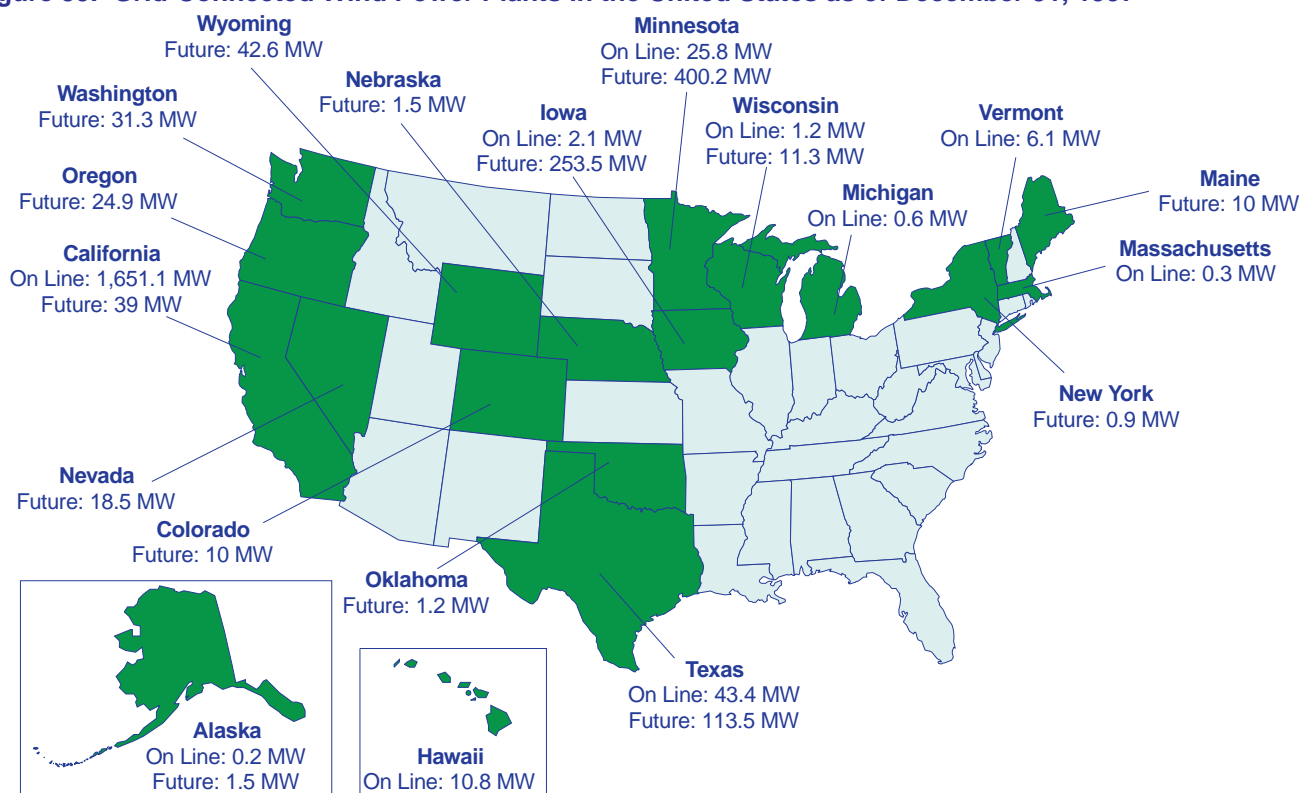 Wyoming
Future: 42.6 MW
Minnesota
On Line: 25.8 MW
Future: 400.2 MW
Nebraska
Future: 1.5 MW
Washington
Future: 31.3 MW
Iowa
On Line: 2.1 MW
Future: 253.5 MW
Wisconsin
On Line: 1.2 MW
Future: 11.3 MW
Vermont
On Line: 6.1 MW
Oregon
Future: 24.9 MW
Michigan
On Line: 0.6 MW
Maine
Future: 10 MW
California
On Line: 1,651.1 MW
Future: 39 MW
Massachusetts
On Line: 0.3 MW
New York
Future: 0.9 MW
Nevada
Future: 18.5 MW
Colorado
Future: 10 MW
Oklahoma
Future: 1.2 MW
Texas
On Line: 43.4 MW
Future: 113.5 MW
Alaska
On Line: 0.2 MW
Future: 1.5 MW
Hawaii
On Line: 10.8 MW